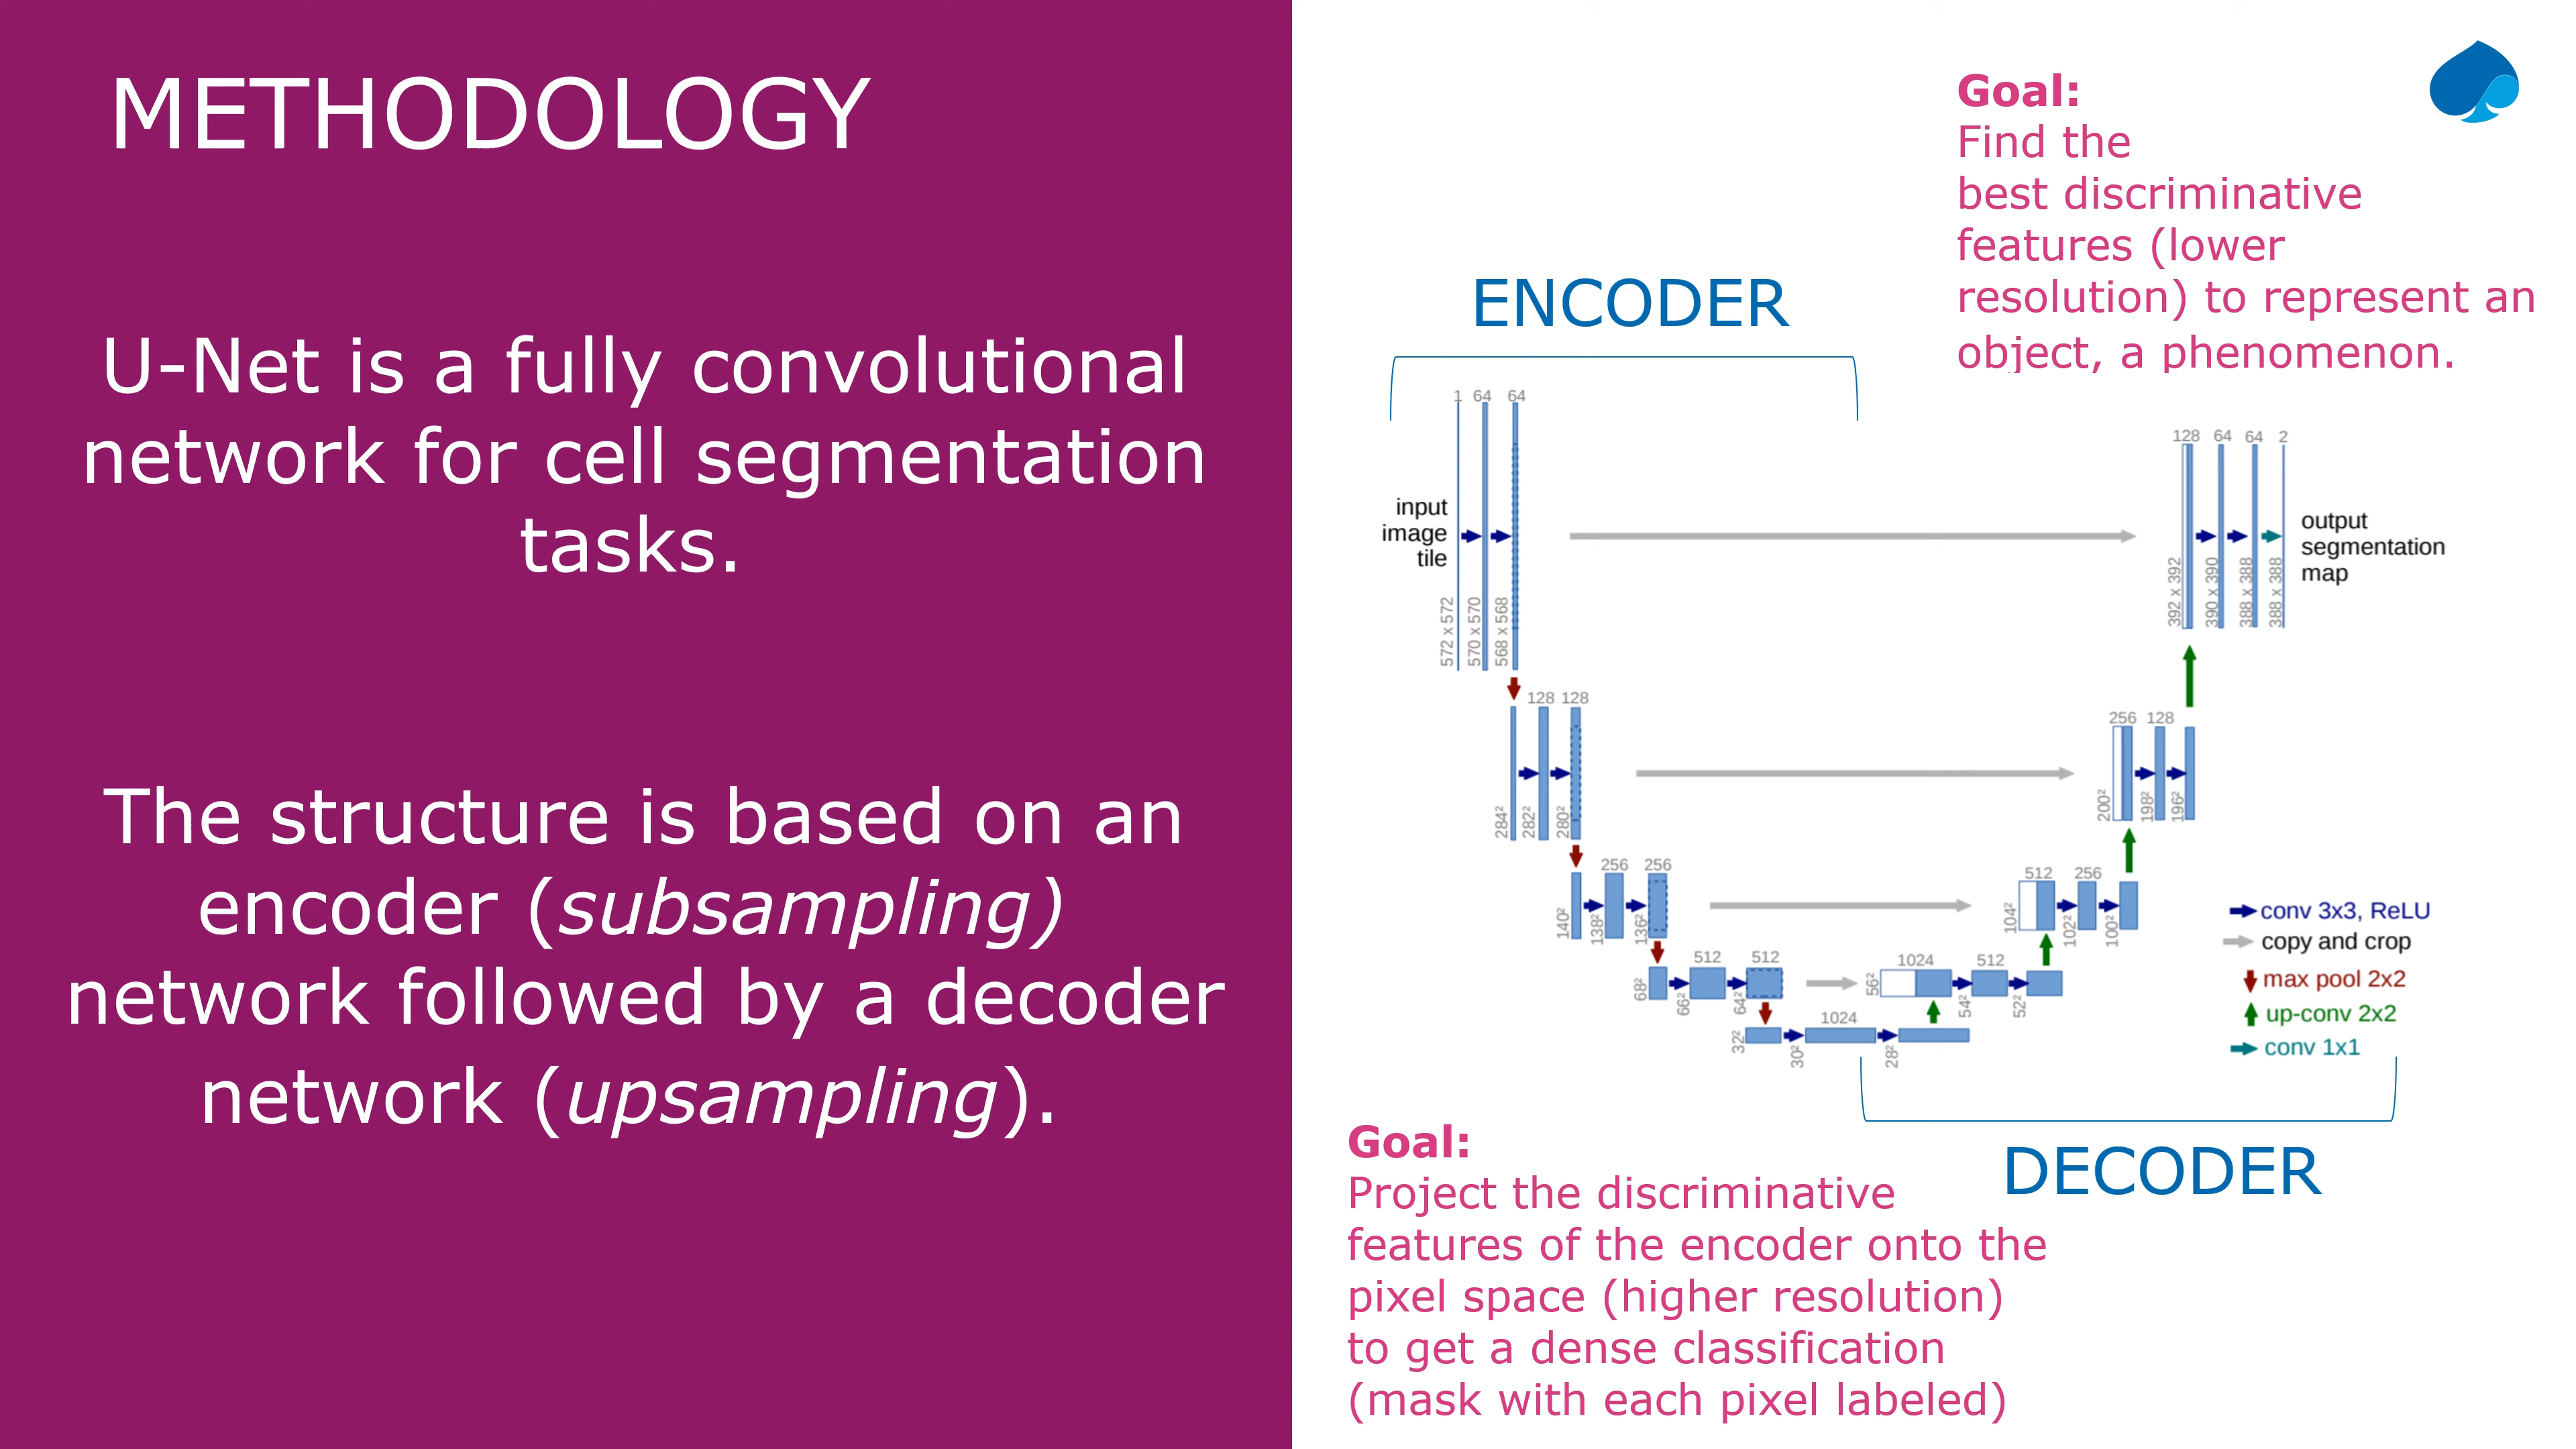 METHODOLOGY
U-Net is a fully convolutional
network for cell segmentation
tasks.
The structure is based on an
encoder (subsampling)
network followed by a decoder
network (upsampling).
Goal:
Find the
best discriminative
features (lower
resolution) to represent an
object, a phenomenon.
ENCODER
1 64 64
input
image
tile
572 x 572
570 x 570
568 x 568
128 64 64 2
output
segmentation
map
392 x 392
390 x 390
388 x 388
388 x 388
128 128
284²
282²
280²
256 128
200²
198²
196²
256 256
140²
138²
136²
512 256
104²
102²
100²
512 512
68²
66²
64²
1024 512
56²
54²
52²
1024
32²
30²
28²
conv 3x3, ReLU
copy and crop
max pool 2x2
up-conv 2x2
conv 1x1
DECODER
Goal:
Project the discriminative
features of the encoder onto the
pixel space (higher resolution)
to get a dense classification
(mask with each pixel labeled)